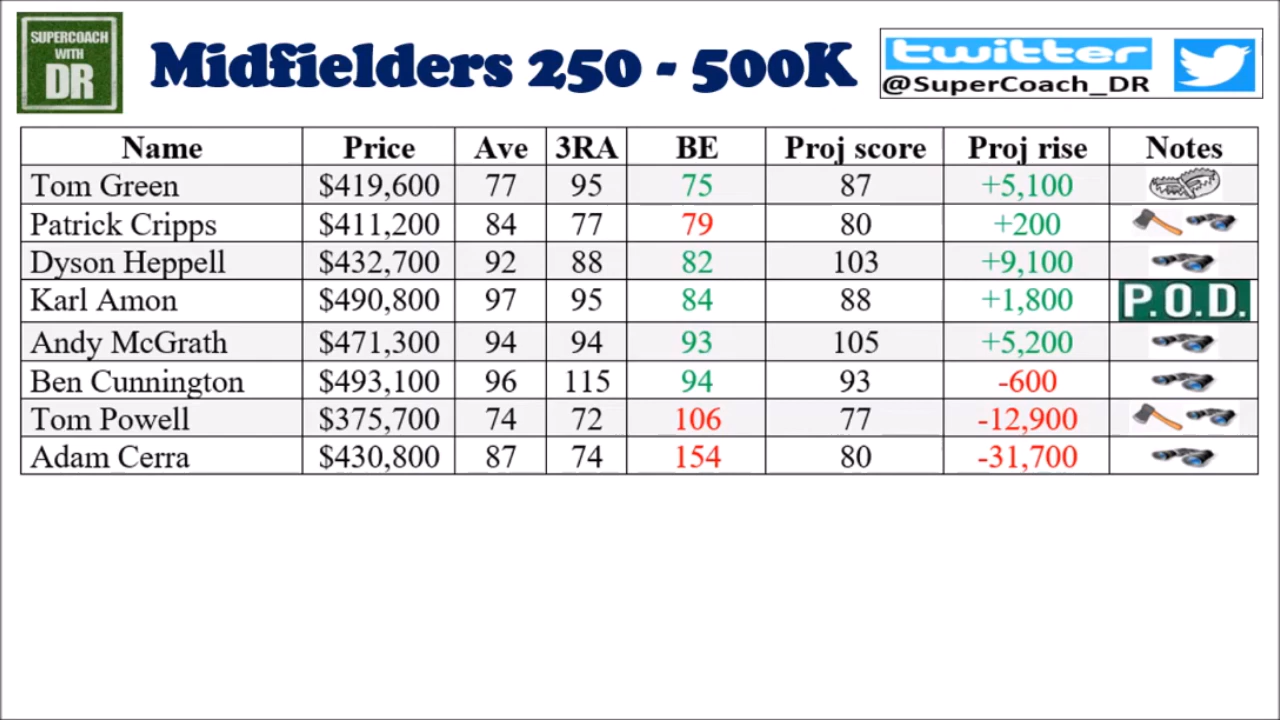 SUPERCOACH
WITH
DR
Midfielders 250 - 500K
twitter
@SuperCoach_DR
Name Price Ave 3RA BE Proj score Proj rise Notes
Tom Green $419,600 77 95 75 87 +5,100
Patrick Cripps $411,200 84 77 79 80 +200
Dyson Heppell $432,700 92 88 82 103 +9,100
Karl Amon $490,800 97 95 84 88 +1,800 P.O.D.
Andy McGrath $471,300 94 94 93 105 +5,200
Ben Cunnington $493,100 96 115 94 93 -600
Tom Powell $375,700 74 72 106 77 -12,900
Adam Cerra $430,800 87 74 154 80 -31,700